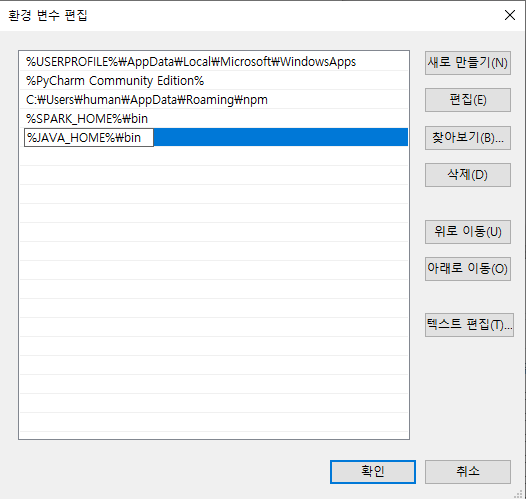 환경 변수 편집
%USERPROFILE%₩AppData₩Local₩Microsoft₩WindowsApps
%PyCharm Community Edition%
C:₩Users₩human₩AppData₩Roaming₩npm
%SPARK_HOME%₩bin
%JAVA_HOME%₩bin
새로 만들기(N)
편집(E)
찾아보기(B)...
삭제(D)
위로 이동(U)
아래로 이동(O)
텍스트 편집(T)...
확인
취소